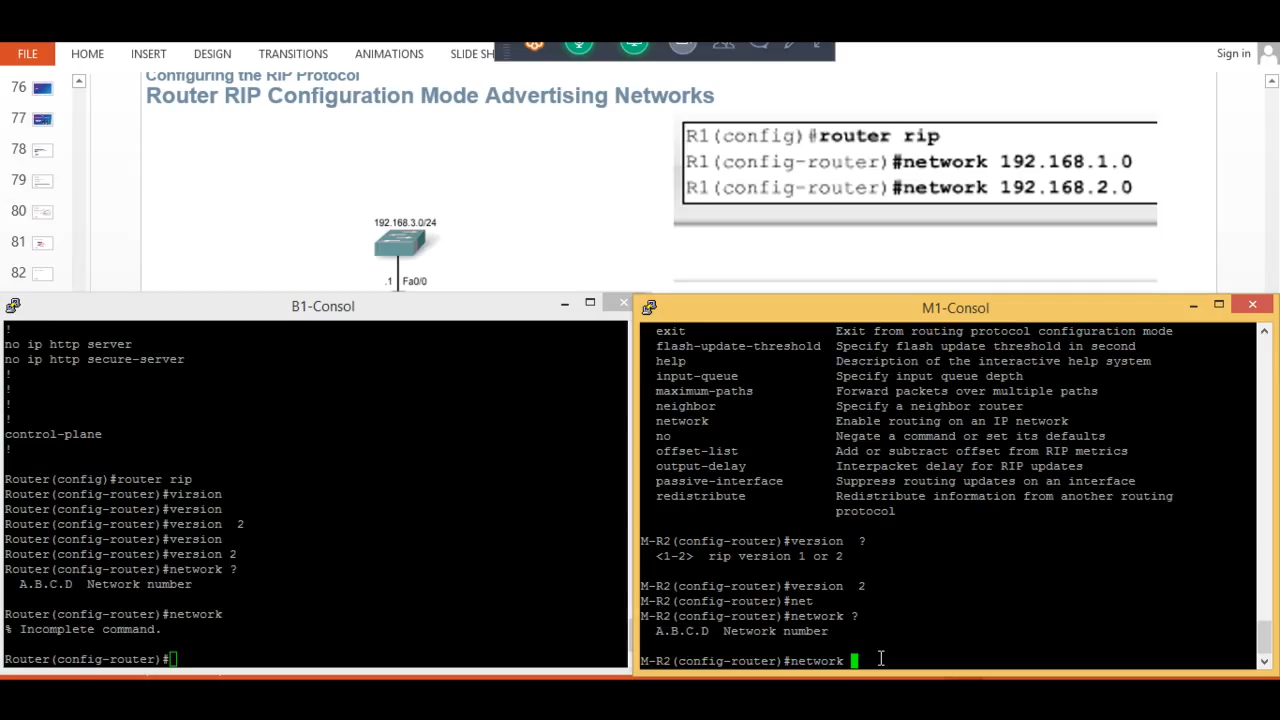 FILE HOME INSERT DESIGN TRANSITIONS ANIMATIONS SLIDE SH Sign in
76
77
78
79
80
81
82
Configuring the RIP Protocol
Router RIP Configuration Mode Advertising Networks
R1(config)#router rip
R1(config-router)#network 192.168.1.0
R1(config-router)#network 192.168.2.0
192.168.3.0/24
.1 Fa0/0
B1-Consol
!
no ip http server
no ip http secure-server
!
!
!
!
control-plane
!
Router(config)#router rip
Router(config-router)#virsion
Router(config-router)#version
Router(config-router)#version  2
Router(config-router)#version
Router(config-router)#version 2
Router(config-router)#network ?
  A.B.C.D  Network number
Router(config-router)#network
% Incomplete command.
Router(config-router)#
M1-Consol
exit Exit from routing protocol configuration mode
flash-update-threshold Specify flash update threshold in second
help Description of the interactive help system
input-queue Specify input queue depth
maximum-paths Forward packets over multiple paths
neighbor Specify a neighbor router
network Enable routing on an IP network
no Negate a command or set its defaults
offset-list Add or subtract offset from RIP metrics
output-delay Interpacket delay for RIP updates
passive-interface Suppress routing updates on an interface
redistribute Redistribute information from another routing
protocol
M-R2(config-router)#version  ?
  <1-2>  rip version 1 or 2
M-R2(config-router)#version  2
M-R2(config-router)#net
M-R2(config-router)#network ?
  A.B.C.D  Network number
M-R2(config-router)#network